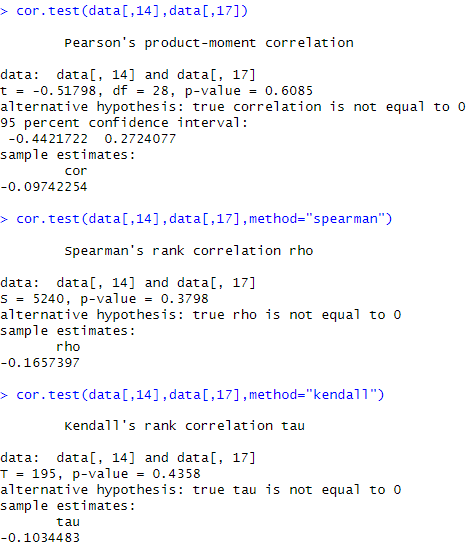 > cor.test(data[,14],data[,17])
Pearson's product-moment correlation
data:  data[, 14] and data[, 17]
t = -0.51798, df = 28, p-value = 0.6085
alternative hypothesis: true correlation is not equal to 0
95 percent confidence interval:
-0.4421722  0.2724077
sample estimates:
cor
-0.09742254
> cor.test(data[,14],data[,17],method="spearman")
Spearman's rank correlation rho
data:  data[, 14] and data[, 17]
S = 5240, p-value = 0.3798
alternative hypothesis: true rho is not equal to 0
sample estimates:
rho
-0.1657397
> cor.test(data[,14],data[,17],method="kendall")
Kendall's rank correlation tau
data:  data[, 14] and data[, 17]
T = 195, p-value = 0.4358
alternative hypothesis: true tau is not equal to 0
sample estimates:
tau
-0.1034483